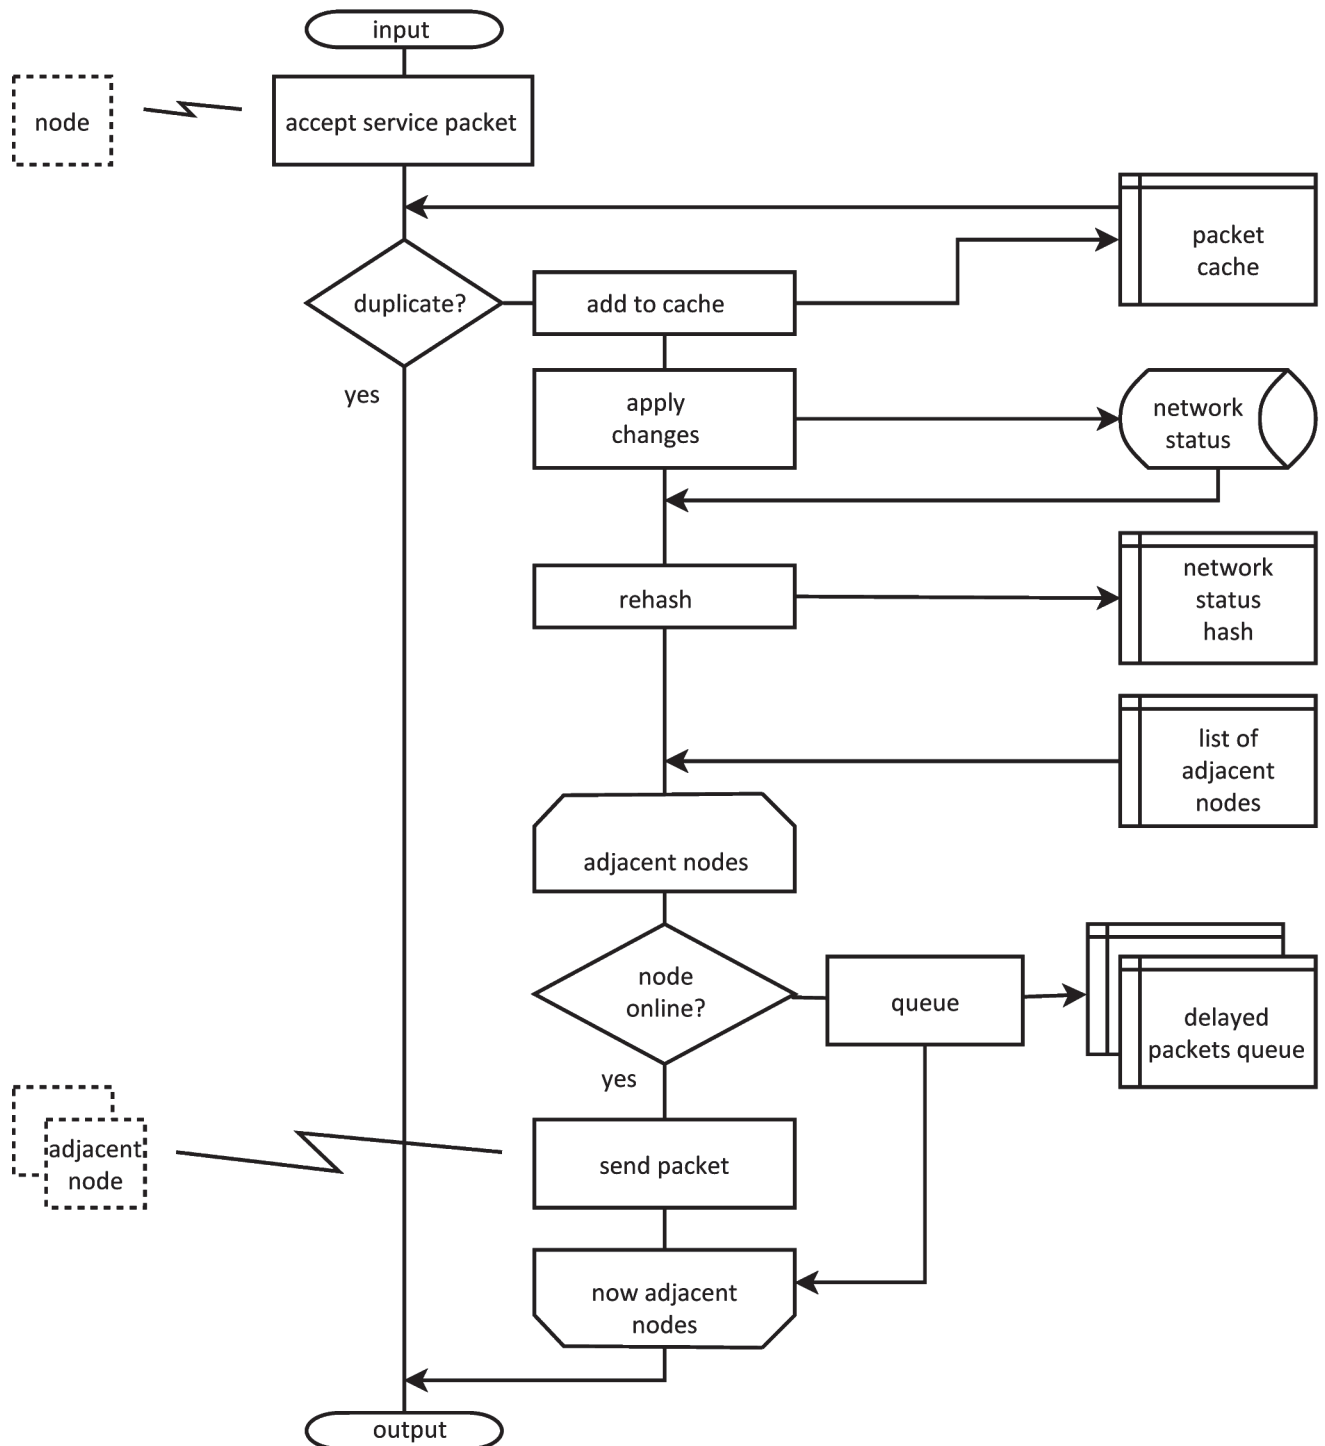 input
node
accept service packet
packet
cache
duplicate?
add to cache
yes
apply
changes
network
status
rehash
network
status
hash
list of
adjacent
nodes
adjacent nodes
node
online?
queue
delayed
packets queue
yes
adjacent
node
send packet
now adjacent
nodes
output